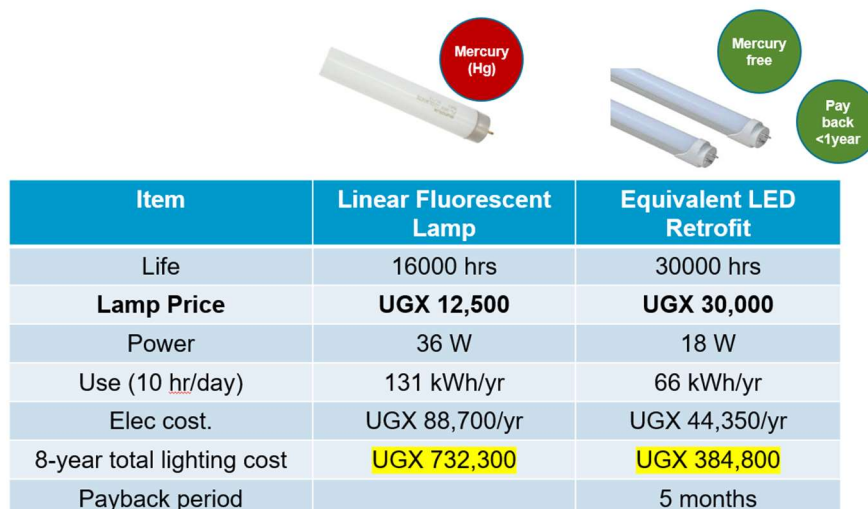 Mercury
(Hg)
Mercury
free
Pay
back
<1year
Item
Linear Fluorescent
Lamp
Equivalent LED
Retrofit
Life
16000 hrs
30000 hrs
Lamp Price
UGX 12,500
UGX 30,000
Power
36 W
18 W
Use (10 hr/day)
131 kWh/yr
66 kWh/yr
Elec cost.
UGX 88,700/yr
UGX 44,350/yr
8-year total lighting cost
UGX 732,300
UGX 384,800
Payback period
5 months